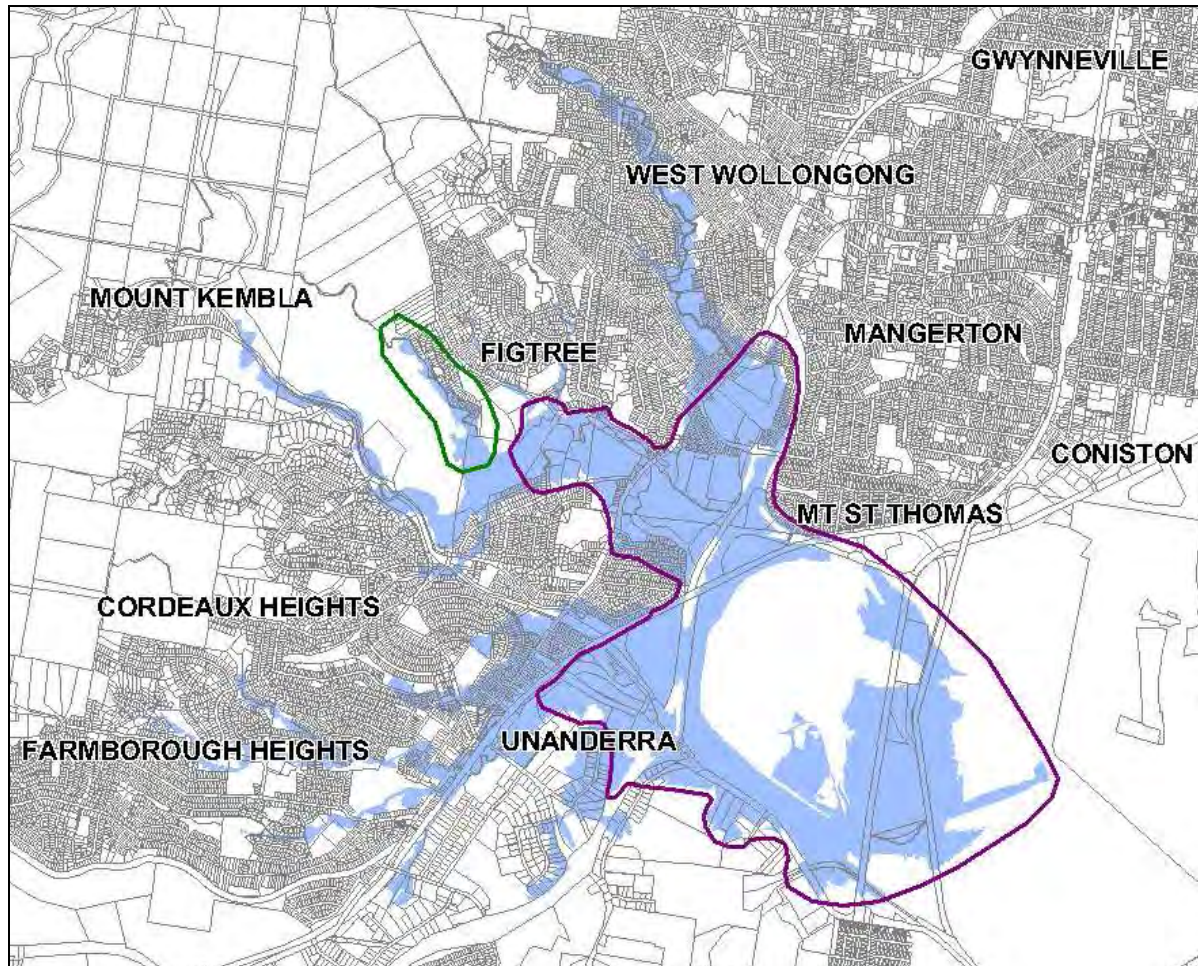 GWYNNEVILLE
WEST WOLLONGONG
MOUNT KEMBLA
FIGTREE
MANGERTON
CONISTON
MT ST THOMAS
CORDEAUX HEIGHTS
FARMBOROUGH HEIGHTS
UNANDERRA